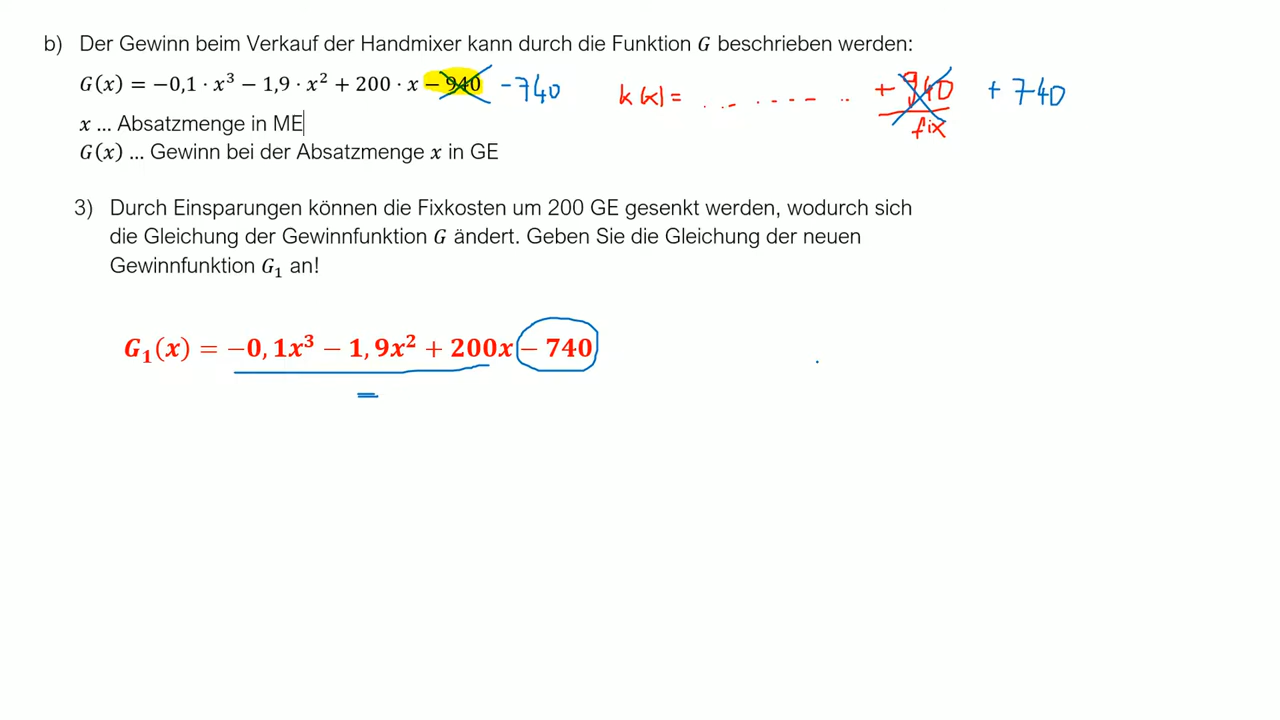 b) Der Gewinn beim Verkauf der Handmixer kann durch die Funktion G beschrieben werden:
G(x) = −0,1 · x³ − 1,9 · x² + 200 · x − 940 - 740 k(x) = ........ + 940 + 740
fix
x ... Absatzmenge in ME
G(x) ... Gewinn bei der Absatzmenge x in GE
3) Durch Einsparungen können die Fixkosten um 200 GE gesenkt werden, wodurch sich
die Gleichung der Gewinnfunktion G ändert. Geben Sie die Gleichung der neuen
Gewinnfunktion G₁ an!
G₁(x) = −0,1x³ − 1,9x² + 200x − 740